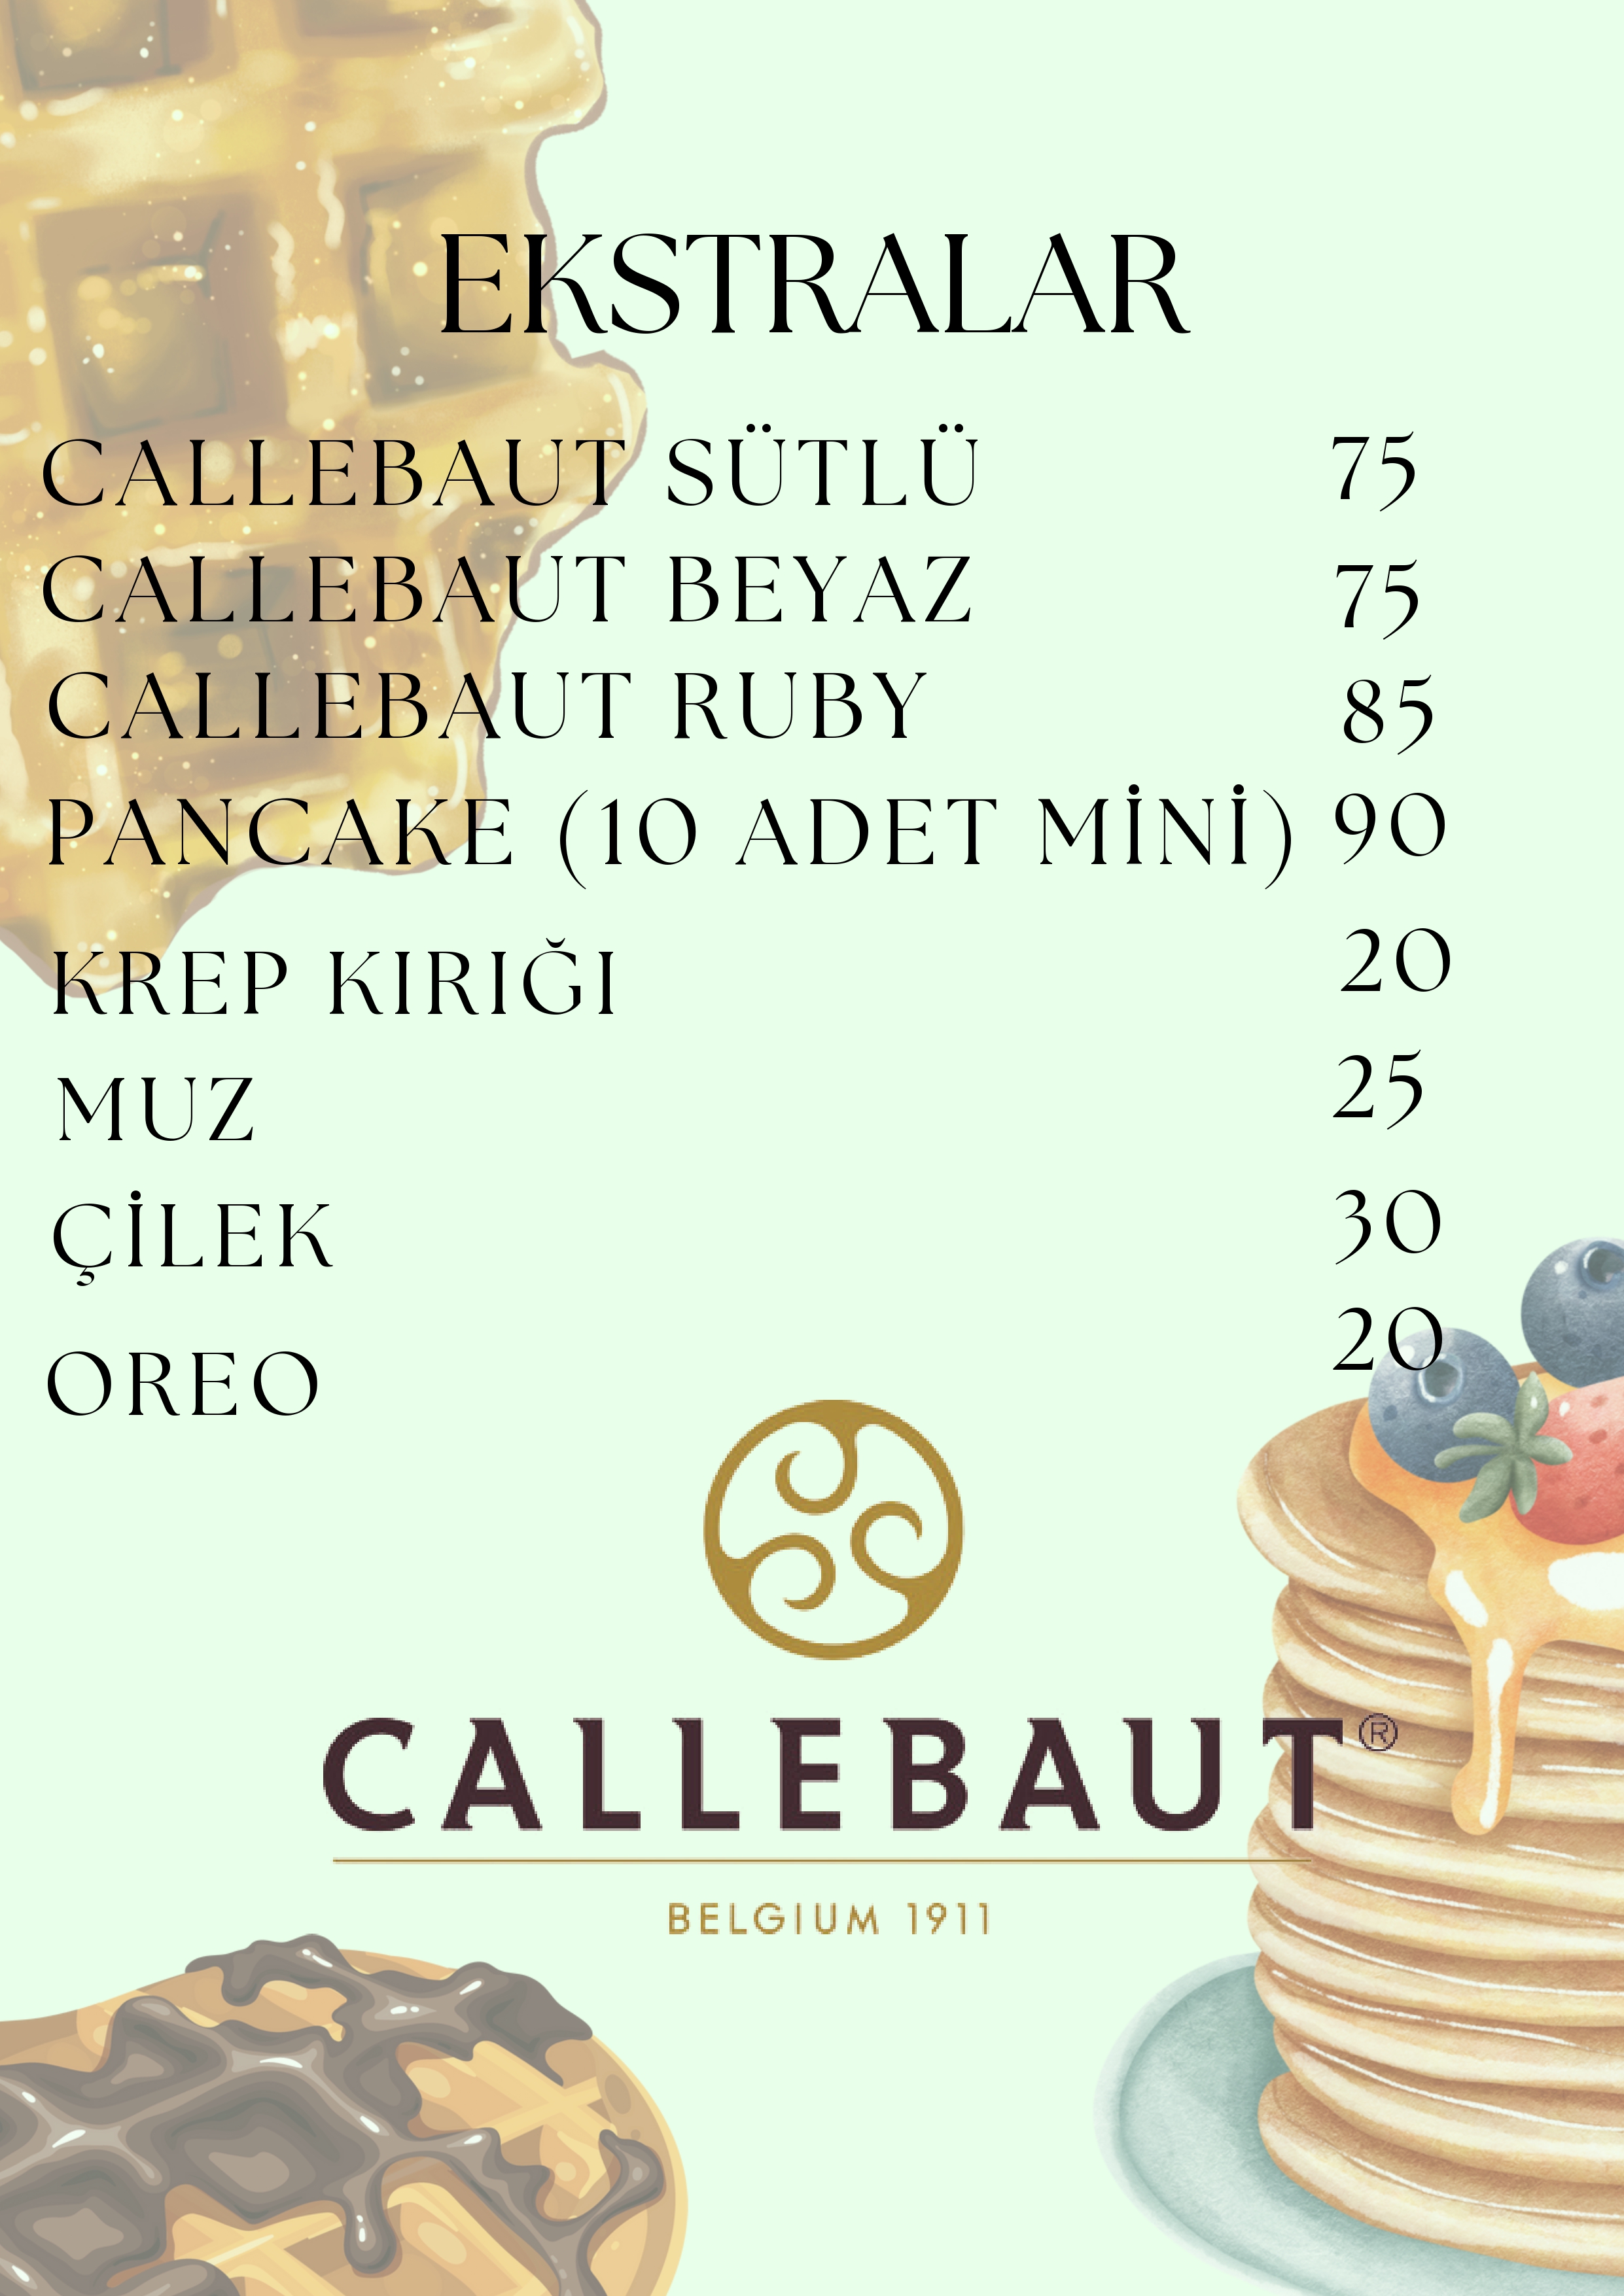 EKSTRALAR
CALLEBAUT SÜTLÜ 75
CALLEBAUT BEYAZ 75
CALLEBAUT RUBY 85
PANCAKE (10 ADET MİNİ) 90
KREP KIRIĞI 20
MUZ 25
ÇİLEK 30
OREO 20
CALLEBAUT®
BELGIUM 1911